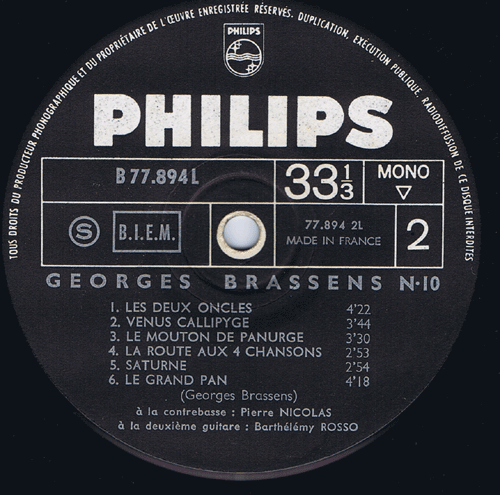 TOUS DROITS DU PRODUCTEUR PHONOGRAPHIQUE ET DU PROPRIÉTAIRE DE L'ŒUVRE ENREGISTRÉE RÉSERVÉS. DUPLICATION, EXÉCUTION PUBLIQUE, RADIODIFFUSION DE CE DISQUE INTERDITES
PHILIPS
PHILIPS
B 77.894 L
33 1/3
MONO
S
B.I.E.M.
77.894 2L
MADE IN FRANCE
2
GEORGES BRASSENS N·10
1. LES DEUX ONCLES 4'22
2. VENUS CALLIPYGE 3'44
3. LE MOUTON DE PANURGE 3'30
4. LA ROUTE AUX 4 CHANSONS 2'53
5. SATURNE 2'54
6. LE GRAND PAN 4'18
(Georges Brassens)
à la contrebasse : Pierre NICOLAS
à la deuxième guitare : Barthélémy ROSSO